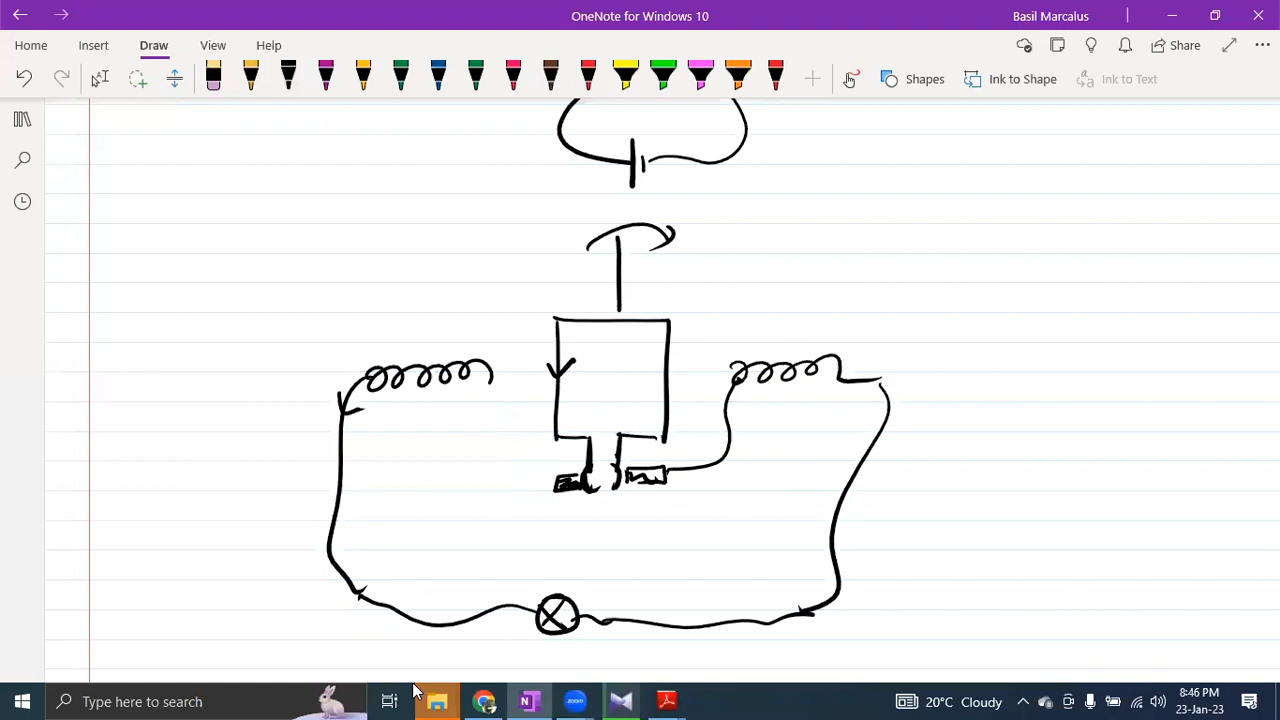 OneNote for Windows 10
Basil Marcalus
Home Insert Draw View Help
Share
Shapes Ink to Shape Ink to Text
Type here to search
zoom
20°C Cloudy
8:46 PM
23-Jan-23